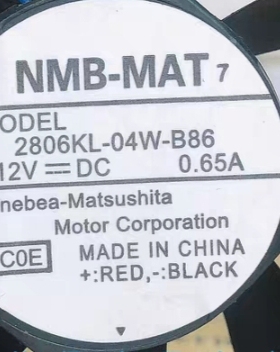 NMB-MAT 7
ODEL
2806KL-04W-B86
12V ⎓ DC 0.65A
nebea-Matsushita
Motor Corporation
C0E MADE IN CHINA
+:RED,-:BLACK